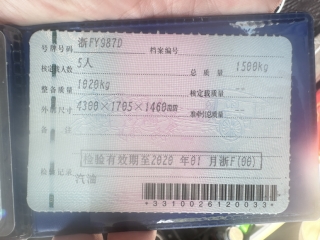 号牌号码 浙FY987D 档案编号
核定载人数 5人 总质量 1500kg
整备质量 1020kg 核定载质量 --
外廓尺寸 4300×1705×1460mm 准牵引总质量 --
备注
检验有效期至2020年01月浙F(00)
检验记录
汽油
*3310026120033*